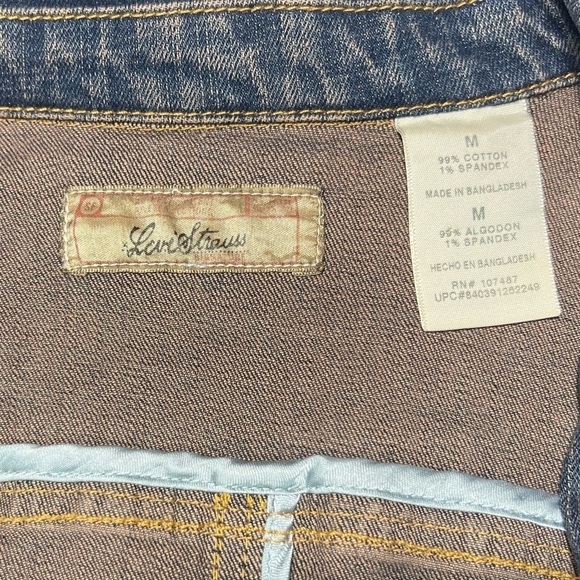 SF
Levi Strauss
M
99% COTTON
1% SPANDEX
MADE IN BANGLADESH
M
99% ALGODON
1% SPANDEX
HECHO EN BANGLADESH
RN# 107487
UPC#840391262249